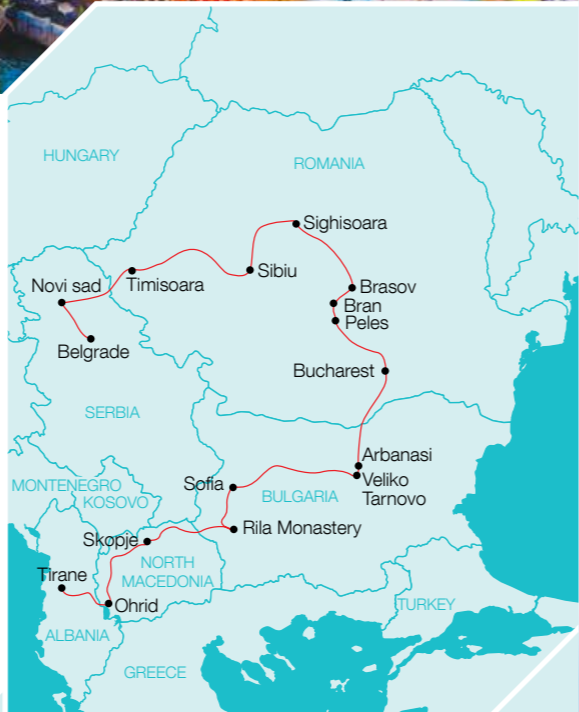 HUNGARY
ROMANIA
Sighisoara
Novi sad
Timisoara
Sibiu
Brasov
Bran
Peles
Belgrade
Bucharest
SERBIA
Arbanasi
Veliko
Tarnovo
MONTENEGRO
KOSOVO
Sofia
BULGARIA
Rila Monastery
Skopje
NORTH
MACEDONIA
Tirane
Ohrid
TURKEY
ALBANIA
GREECE